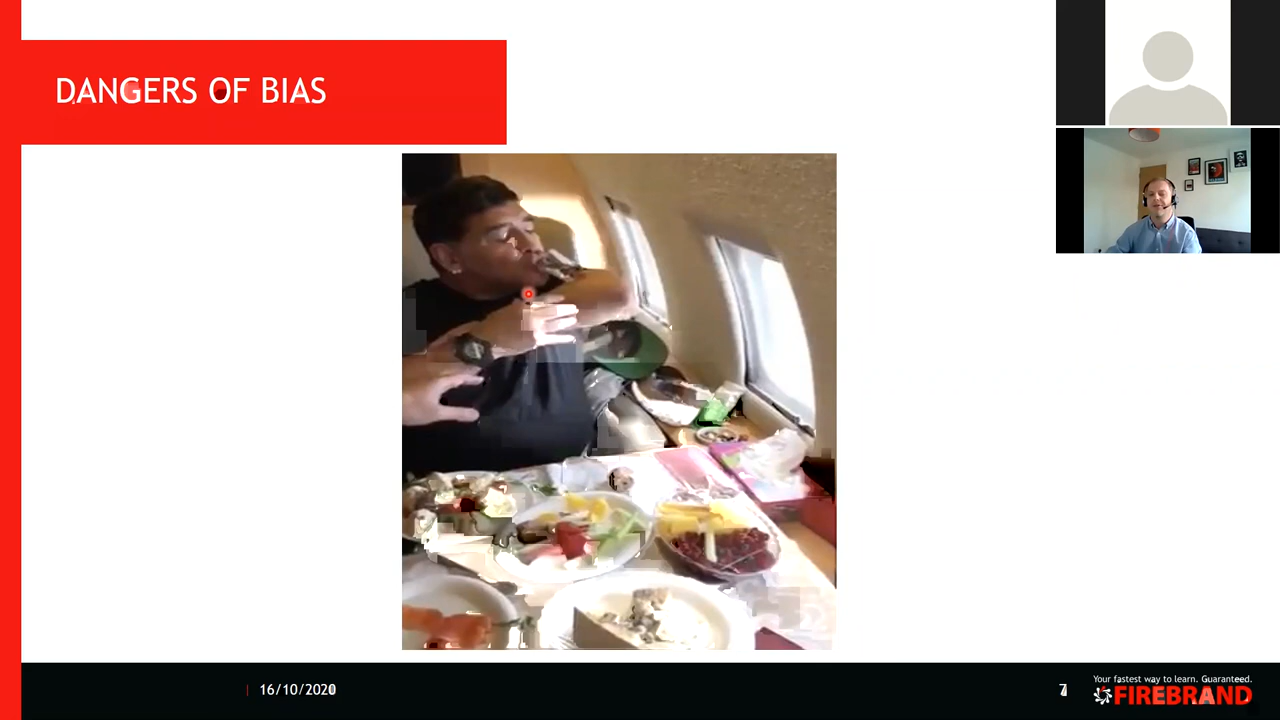 DANGERS OF BIAS
16/10/2020
7
Your fastest way to learn. Guaranteed.
FIREBRAND